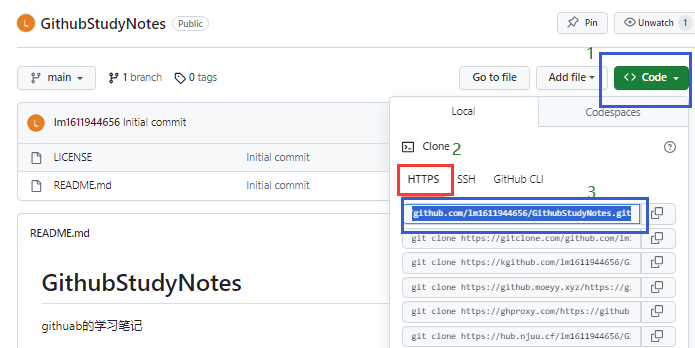 L GithubStudyNotes Public Pin Unwatch 1
1
main 1 branch 0 tags Go to file Add file <> Code
Local Codespaces
L lm1611944656 Initial commit
Clone 2
LICENSE Initial commit
HTTPS SSH GitHub CLI
README.md Initial commit
3
github.com/lm1611944656/GithubStudyNotes.git
README.md
git clone https://gitclone.com/github.com/lm1
git clone https://kgithub.com/lm1611944656/G
GithubStudyNotes
git clone https://github.moeyy.xyz/https://g
git clone https://ghproxy.com/https://github
githuab的学习笔记
git clone https://hub.njuu.cf/lm1611944656/G